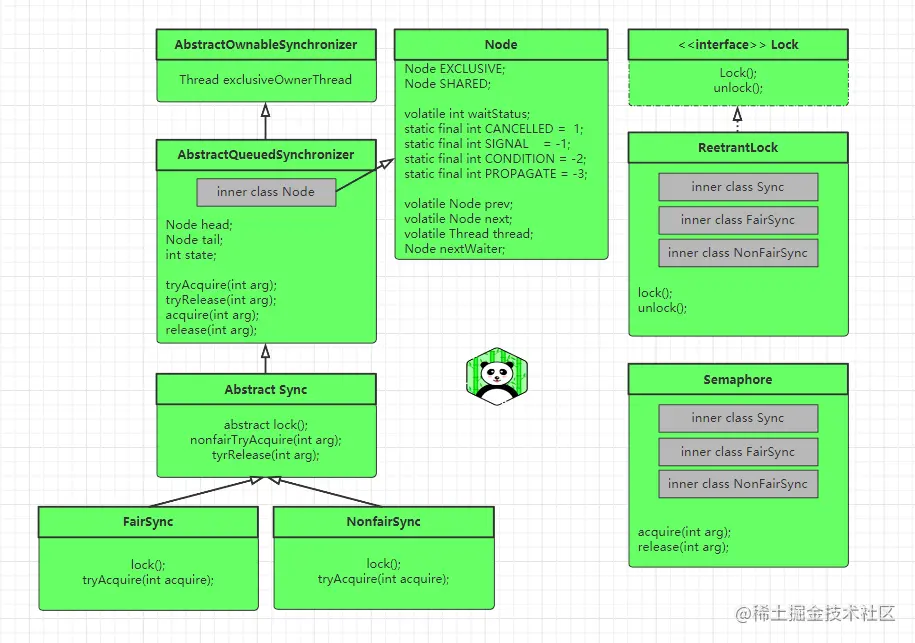 AbstractOwnableSynchronizer
Thread exclusiveOwnerThread
AbstractQueuedSynchronizer
inner class Node
Node head;
Node tail;
int state;
tryAcquire(int arg);
tryRelease(int arg);
acquire(int arg);
release(int arg);
Abstract Sync
abstract lock();
nonfairTryAcquire(int arg);
tyrRelease(int arg);
FairSync
lock();
tryAcquire(int acquire);
NonfairSync
lock();
tryAcquire(int acquire);
Node
Node EXCLUSIVE;
Node SHARED;
volatile int waitStatus;
static final int CANCELLED = 1;
static final int SIGNAL = -1;
static final int CONDITION = -2;
static final int PROPAGATE = -3;
volatile Node prev;
volatile Node next;
volatile Thread thread;
Node nextWaiter;
<<interface>> Lock
Lock();
unlock();
ReetrantLock
inner class Sync
inner class FairSync
inner class NonFairSync
lock();
unlock();
Semaphore
inner class Sync
inner class FairSync
inner class NonFairSync
acquire(int arg);
release(int arg);
@稀土掘金技术社区